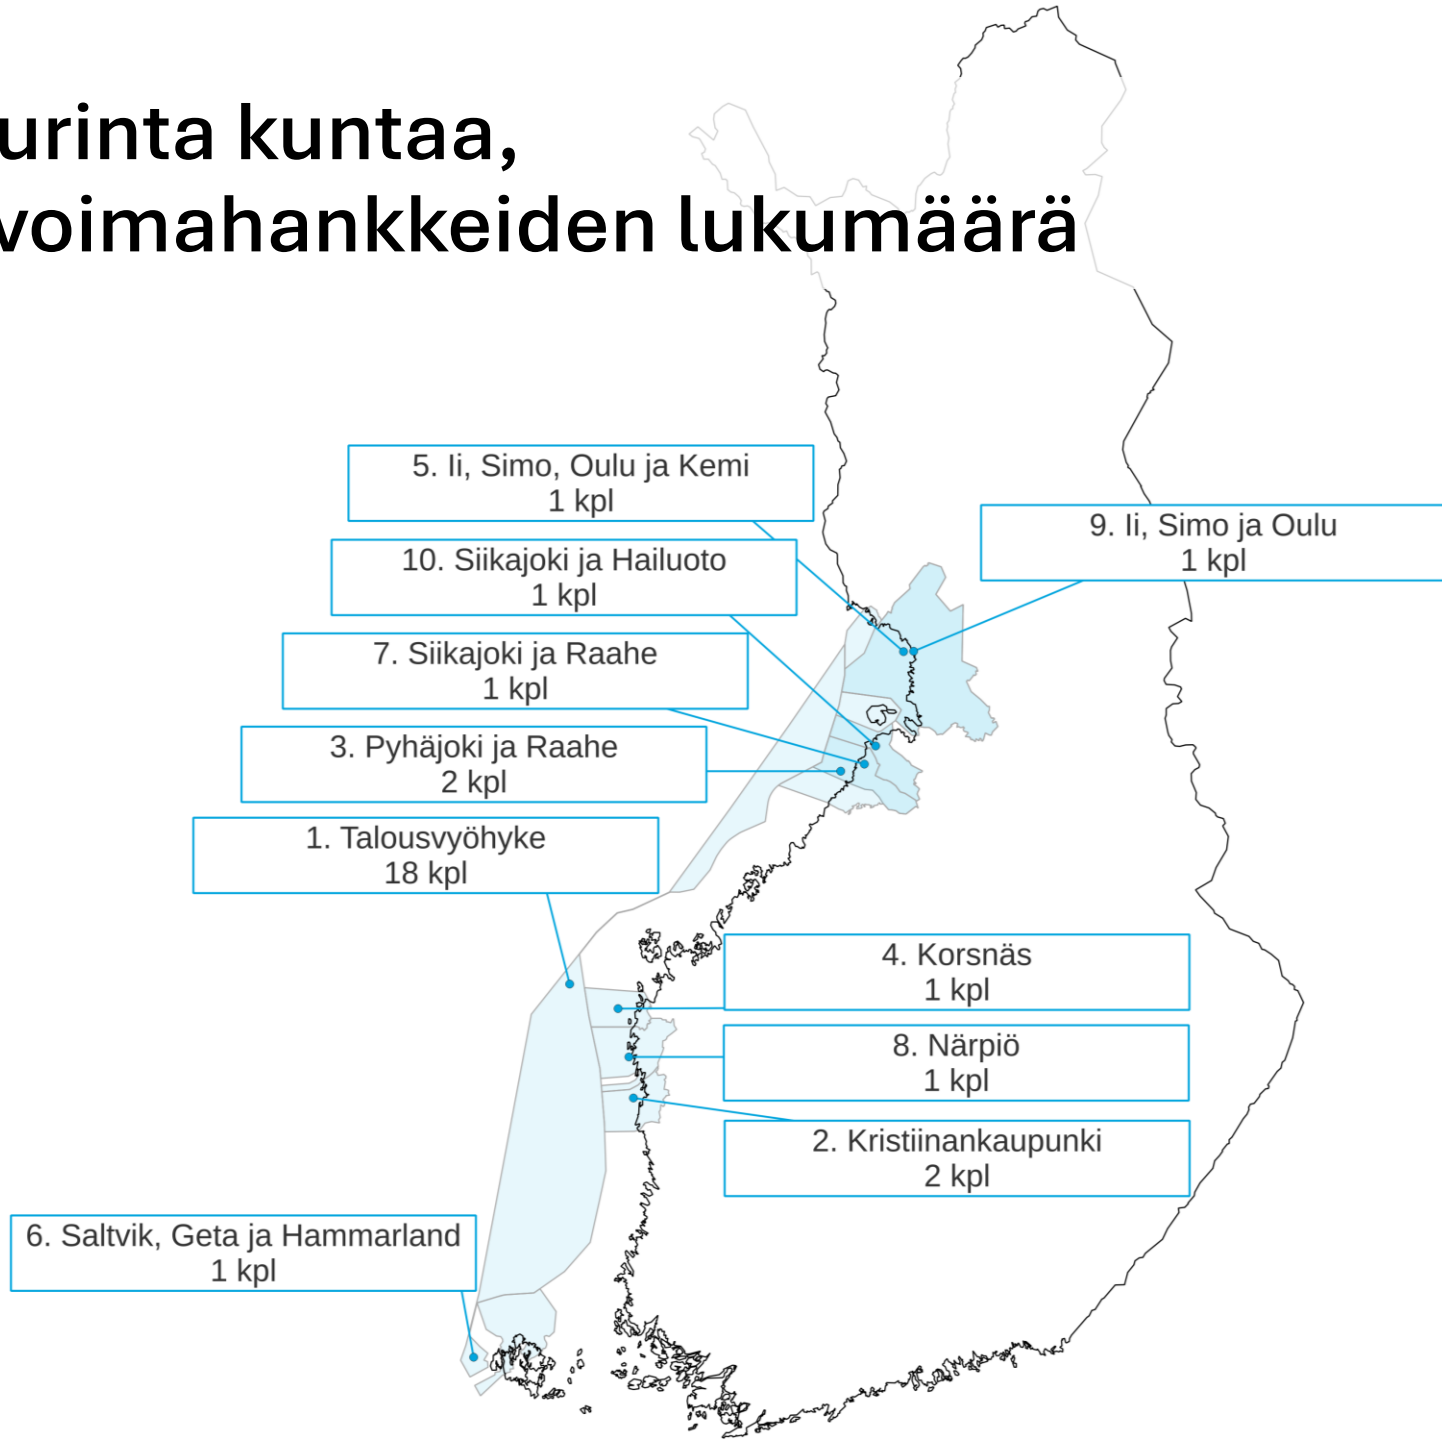 urinta kuntaa,
voimahankkeiden lukumäärä
5. Ii, Simo, Oulu ja Kemi
1 kpl
9. Ii, Simo ja Oulu
1 kpl
10. Siikajoki ja Hailuoto
1 kpl
7. Siikajoki ja Raahe
1 kpl
3. Pyhäjoki ja Raahe
2 kpl
1. Talousvyöhyke
18 kpl
4. Korsnäs
1 kpl
8. Närpiö
1 kpl
2. Kristiinankaupunki
2 kpl
6. Saltvik, Geta ja Hammarland
1 kpl